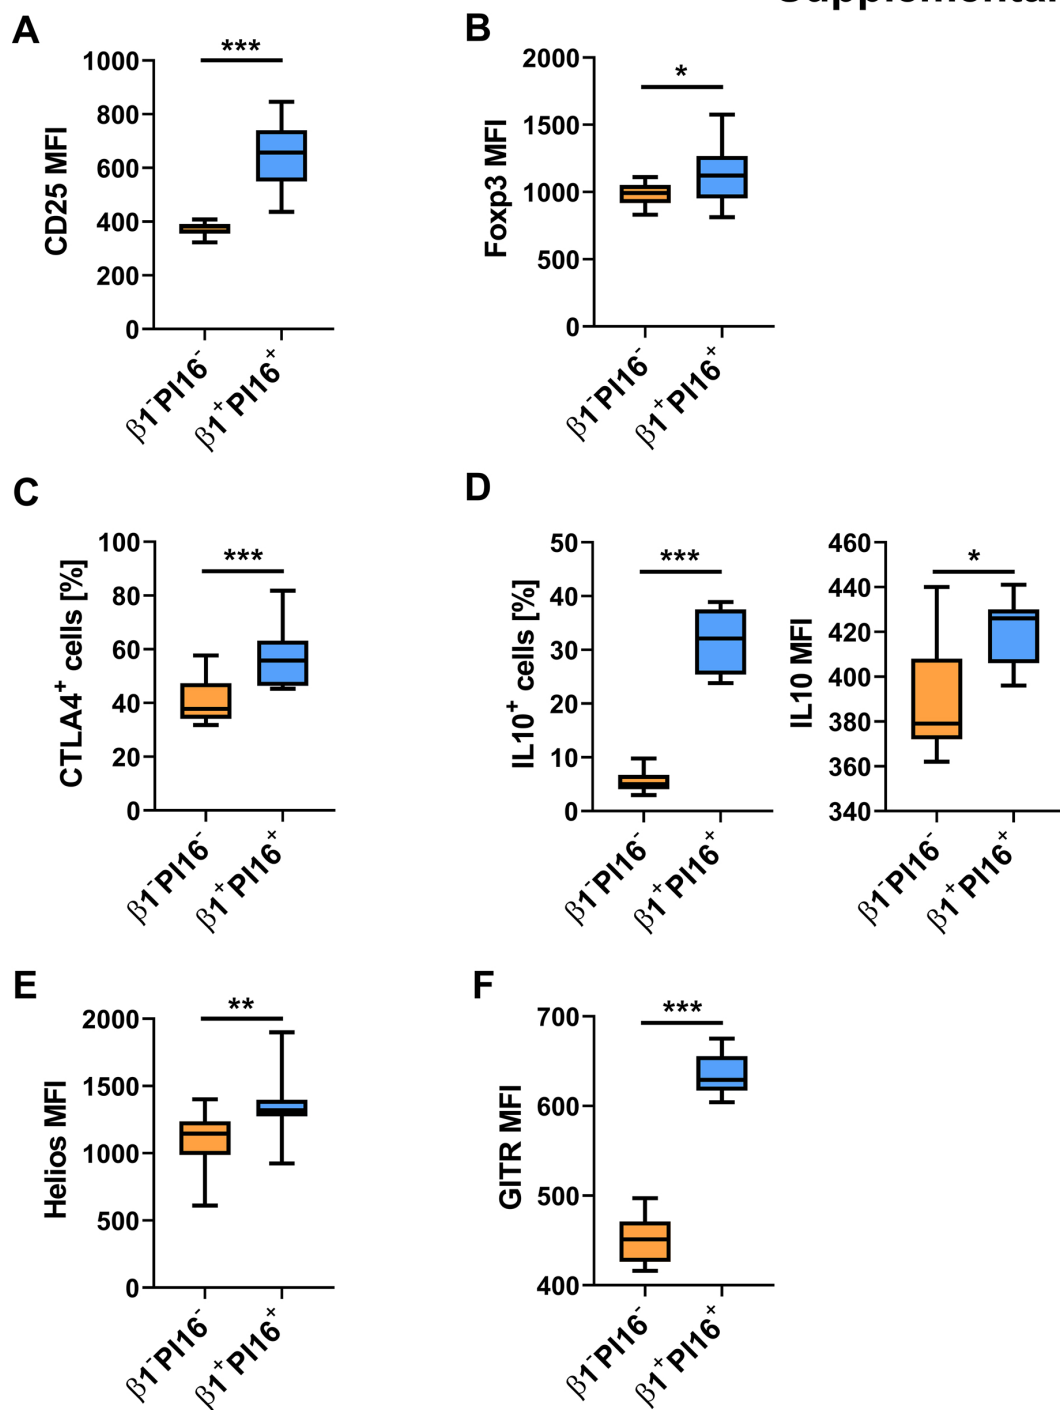 A
B
***
1000
800
600
400
200
0
CD25 MFI
β1⁻PI16⁻
β1⁺PI16⁺
*
2000
1500
1000
500
0
Foxp3 MFI
β1⁻PI16⁻
β1⁺PI16⁺
C
D
***
100
80
60
40
20
0
CTLA4⁺ cells [%]
β1⁻PI16⁻
β1⁺PI16⁺
***
50
40
30
20
10
0
IL10⁺ cells [%]
β1⁻PI16⁻
β1⁺PI16⁺
*
460
440
420
400
380
360
340
IL10 MFI
β1⁻PI16⁻
β1⁺PI16⁺
E
F
**
2000
1500
1000
500
0
Helios MFI
β1⁻PI16⁻
β1⁺PI16⁺
***
700
600
500
400
GITR MFI
β1⁻PI16⁻
β1⁺PI16⁺